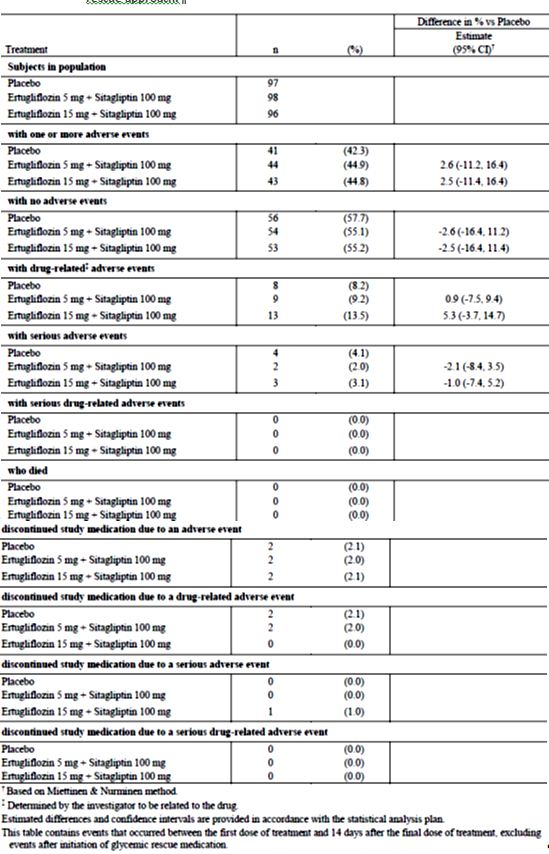 Difference in % vs Placebo
Estimate
Treatment n (%) (95% CI)†
Subjects in population
Placebo 97
Ertugliflozin 5 mg + Sitagliptin 100 mg 98
Ertugliflozin 15 mg + Sitagliptin 100 mg 96
with one or more adverse events
Placebo 41 (42.3)
Ertugliflozin 5 mg + Sitagliptin 100 mg 44 (44.9) 2.6 (-11.2, 16.4)
Ertugliflozin 15 mg + Sitagliptin 100 mg 43 (44.8) 2.5 (-11.4, 16.4)
with no adverse events
Placebo 56 (57.7)
Ertugliflozin 5 mg + Sitagliptin 100 mg 54 (55.1) -2.6 (-16.4, 11.2)
Ertugliflozin 15 mg + Sitagliptin 100 mg 53 (55.2) -2.5 (-16.4, 11.4)
with drug-related‡ adverse events
Placebo 8 (8.2)
Ertugliflozin 5 mg + Sitagliptin 100 mg 9 (9.2) 0.9 (-7.5, 9.4)
Ertugliflozin 15 mg + Sitagliptin 100 mg 13 (13.5) 5.3 (-3.7, 14.7)
with serious adverse events
Placebo 4 (4.1)
Ertugliflozin 5 mg + Sitagliptin 100 mg 2 (2.0) -2.1 (-8.4, 3.5)
Ertugliflozin 15 mg + Sitagliptin 100 mg 3 (3.1) -1.0 (-7.4, 5.2)
with serious drug-related adverse events
Placebo 0 (0.0)
Ertugliflozin 5 mg + Sitagliptin 100 mg 0 (0.0)
Ertugliflozin 15 mg + Sitagliptin 100 mg 0 (0.0)
who died
Placebo 0 (0.0)
Ertugliflozin 5 mg + Sitagliptin 100 mg 0 (0.0)
Ertugliflozin 15 mg + Sitagliptin 100 mg 0 (0.0)
discontinued study medication due to an adverse event
Placebo 2 (2.1)
Ertugliflozin 5 mg + Sitagliptin 100 mg 2 (2.0)
Ertugliflozin 15 mg + Sitagliptin 100 mg 2 (2.1)
discontinued study medication due to a drug-related adverse event
Placebo 2 (2.1)
Ertugliflozin 5 mg + Sitagliptin 100 mg 2 (2.0)
Ertugliflozin 15 mg + Sitagliptin 100 mg 0 (0.0)
discontinued study medication due to a serious adverse event
Placebo 0 (0.0)
Ertugliflozin 5 mg + Sitagliptin 100 mg 0 (0.0)
Ertugliflozin 15 mg + Sitagliptin 100 mg 1 (1.0)
discontinued study medication due to a serious drug-related adverse event
Placebo 0 (0.0)
Ertugliflozin 5 mg + Sitagliptin 100 mg 0 (0.0)
Ertugliflozin 15 mg + Sitagliptin 100 mg 0 (0.0)
† Based on Miettinen & Nurminen method.
‡ Determined by the investigator to be related to the drug.
Estimated differences and confidence intervals are provided in accordance with the statistical analysis plan.
This table contains events that occurred between the first dose of treatment and 14 days after the final dose of treatment, excluding
events after initiation of glycemic rescue medication.